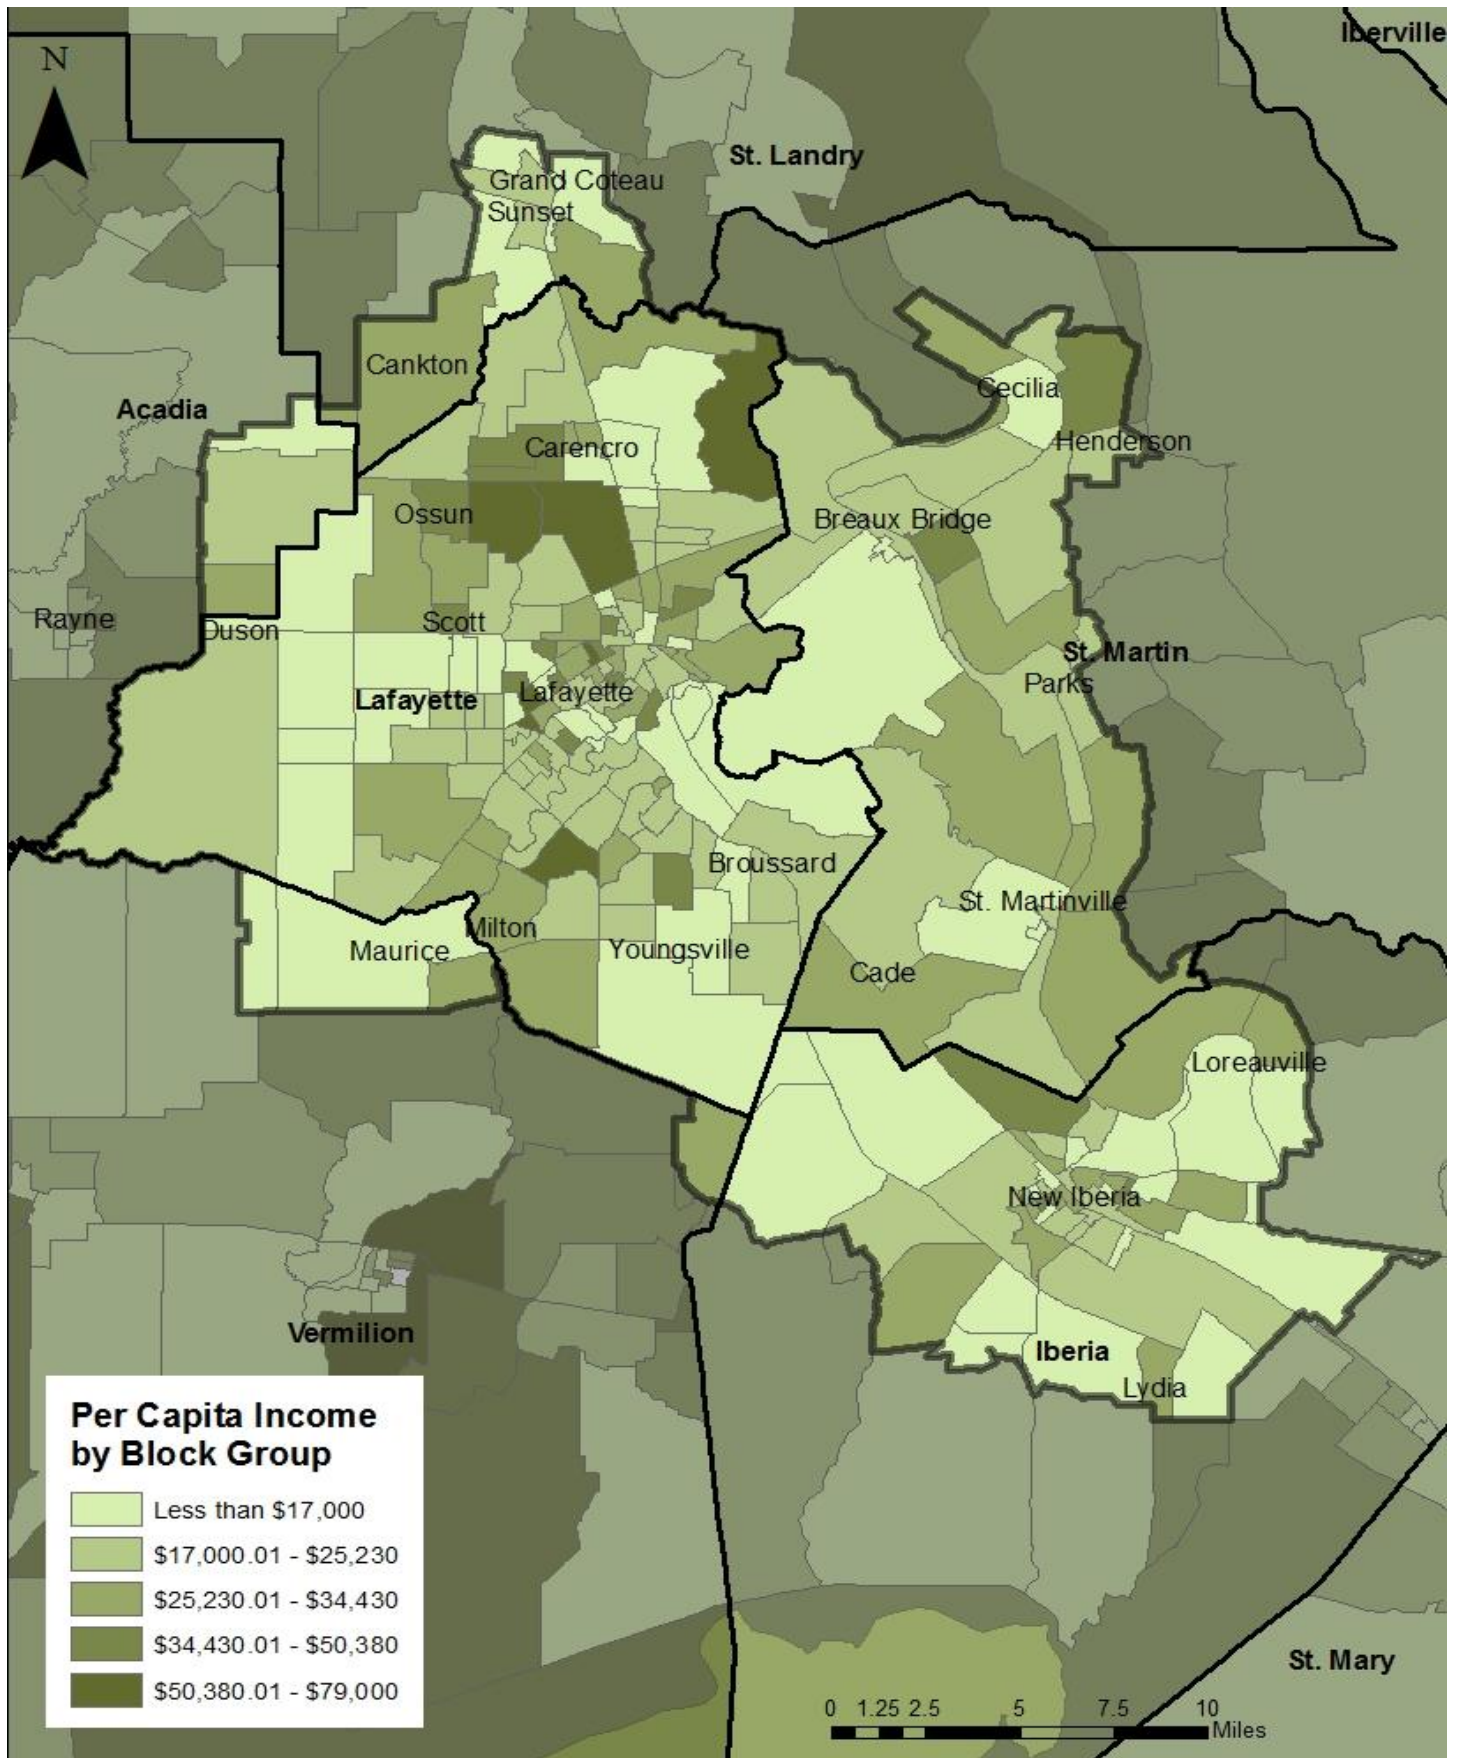 Iberville
N
St. Landry
Grand Coteau
Sunset
Cankton
Cecilia
Acadia
Henderson
Carencro
Ossun
Breaux Bridge
Rayne
Duson
Scott
St. Martin
Parks
Lafayette
Lafayette
Broussard
St. Martinville
Milton
Maurice
Youngsville
Cade
Loreauville
New Iberia
Vermilion
Iberia
Lydia
Per Capita Income
by Block Group
Less than $17,000
$17,000.01 - $25,230
$25,230.01 - $34,430
$34,430.01 - $50,380
$50,380.01 - $79,000
St. Mary
0 1.25 2.5 5 7.5 10
Miles